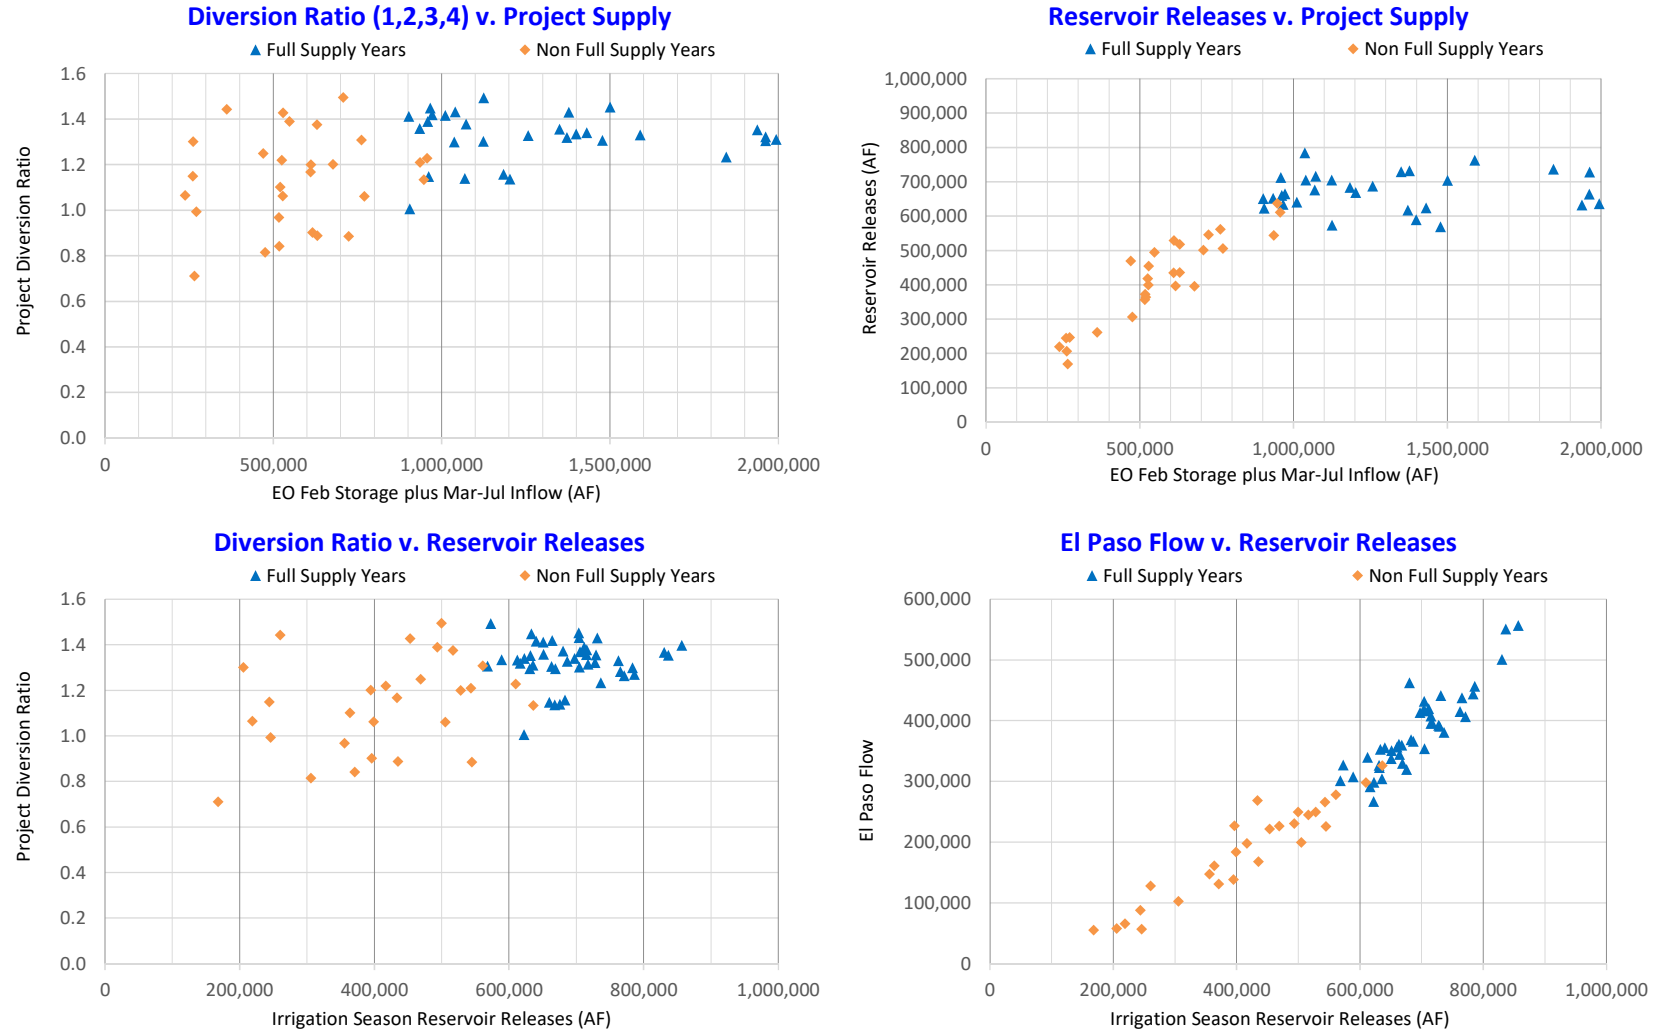 Diversion Ratio (1,2,3,4) v. Project Supply
Full Supply Years
Non Full Supply Years
1.6
1.4
1.2
1.0
0.8
0.6
0.4
0.2
0.0
Project Diversion Ratio
0
500,000
1,000,000
1,500,000
2,000,000
EO Feb Storage plus Mar-Jul Inflow (AF)
Reservoir Releases v. Project Supply
Full Supply Years
Non Full Supply Years
1,000,000
900,000
800,000
700,000
600,000
500,000
400,000
300,000
200,000
100,000
0
Reservoir Releases (AF)
0
500,000
1,000,000
1,500,000
2,000,000
EO Feb Storage plus Mar-Jul Inflow (AF)
Diversion Ratio v. Reservoir Releases
Full Supply Years
Non Full Supply Years
1.6
1.4
1.2
1.0
0.8
0.6
0.4
0.2
0.0
Project Diversion Ratio
0
200,000
400,000
600,000
800,000
1,000,000
Irrigation Season Reservoir Releases (AF)
El Paso Flow v. Reservoir Releases
Full Supply Years
Non Full Supply Years
600,000
500,000
400,000
300,000
200,000
100,000
0
El Paso Flow
0
200,000
400,000
600,000
800,000
1,000,000
Irrigation Season Reservoir Releases (AF)